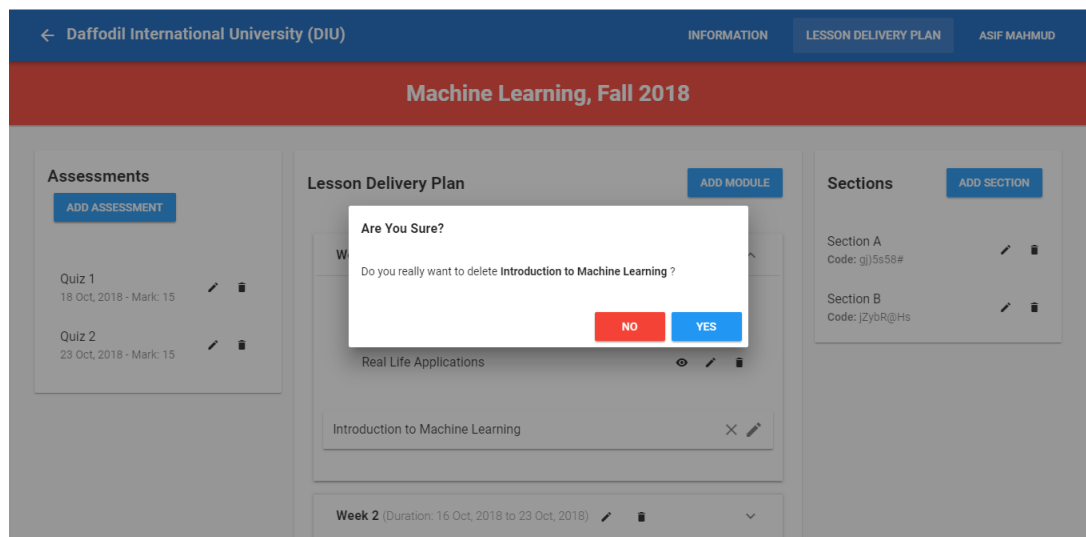 Daffodil International University (DIU)
INFORMATION
LESSON DELIVERY PLAN
ASIF MAHMUD
Machine Learning, Fall 2018
Assessments
ADD ASSESSMENT
Quiz 1
18 Oct, 2018 - Mark: 15
Quiz 2
23 Oct, 2018 - Mark: 15
Lesson Delivery Plan
ADD MODULE
Are You Sure?
Do you really want to delete Introduction to Machine Learning ?
NO
YES
Real Life Applications
Introduction to Machine Learning
Week 2 (Duration: 16 Oct, 2018 to 23 Oct, 2018)
Sections
ADD SECTION
Section A
Code: gj)5s58#
Section B
Code: jZybR@Hs